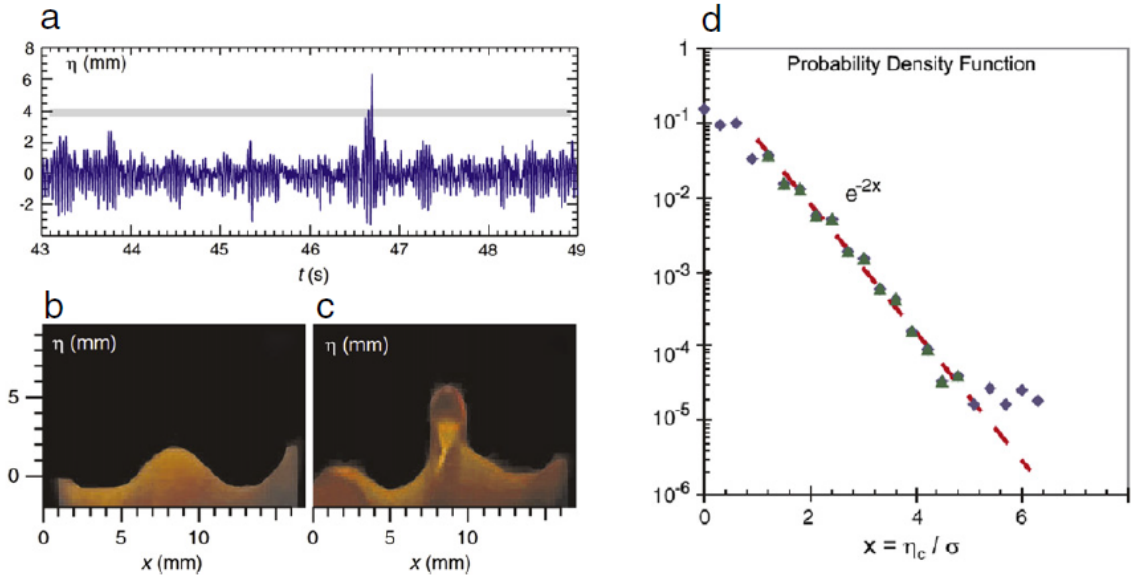 a
η (mm)
8
6
4
2
0
-2
43 44 45 46 47 48 49
t (s)
b
η (mm)
5
0
0 5 10
x (mm)
c
η (mm)
0 5 10
x (mm)
d
Probability Density Function
e⁻²ˣ
1
10⁻¹
10⁻²
10⁻³
10⁻⁴
10⁻⁵
10⁻⁶
0 2 4 6
x = η_c / σ